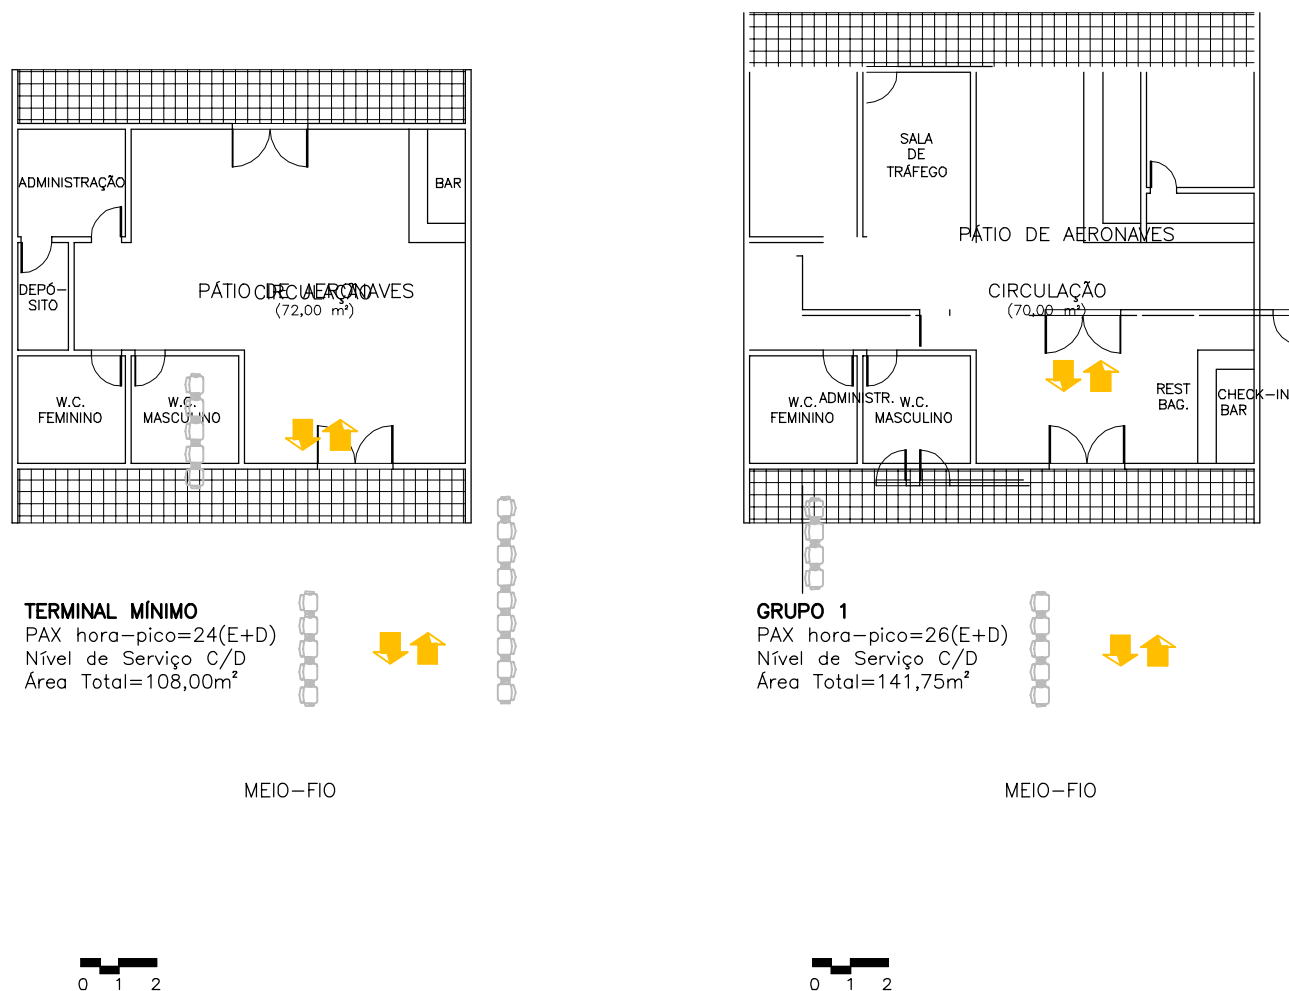 ADMINISTRAÇÃO
BAR
DEPÓ-
SITO
PÁTIO DE AERONAVES
CIRCULAÇÃO
(72,00 m²)
W.C.
FEMININO
W.C.
MASCULINO
TERMINAL MÍNIMO
PAX hora-pico=24(E+D)
Nível de Serviço C/D
Área Total=108,00m²
MEIO-FIO
0 1 2
SALA
DE
TRÁFEGO
PÁTIO DE AERONAVES
CIRCULAÇÃO
(70,00 m²)
REST
BAG.
CHECK-IN
BAR
W.C.
FEMININO
ADMINISTR.
W.C.
MASCULINO
GRUPO 1
PAX hora-pico=26(E+D)
Nível de Serviço C/D
Área Total=141,75m²
MEIO-FIO
0 1 2